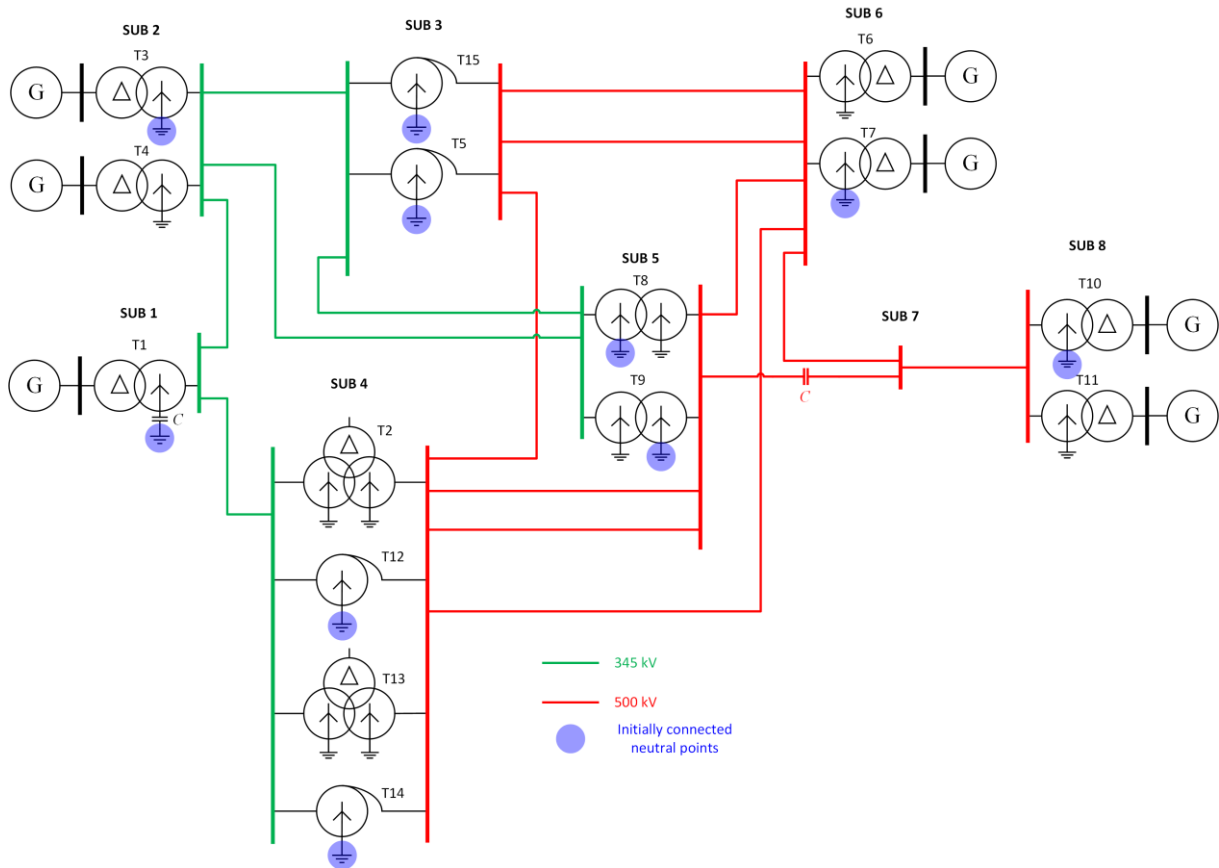 SUB 2
SUB 3
SUB 6
T3
T15
T6
G
G
T4
T5
T7
G
G
SUB 5
SUB 8
T8
T10
SUB 1
SUB 7
G
T1
T9
T11
G
C
C
SUB 4
G
T2
T12
T13
345 kV
500 kV
Initially connected
neutral points
T14